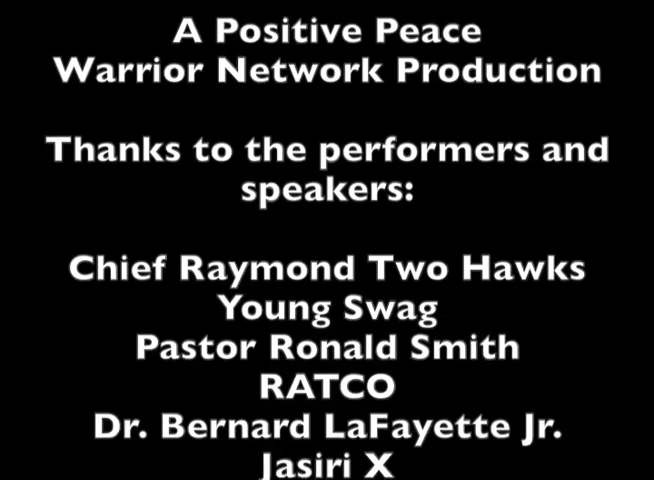 A Positive Peace
Warrior Network Production
Thanks to the performers and
speakers:
Chief Raymond Two Hawks
Young Swag
Pastor Ronald Smith
RATCO
Dr. Bernard LaFayette Jr.
Jasiri X